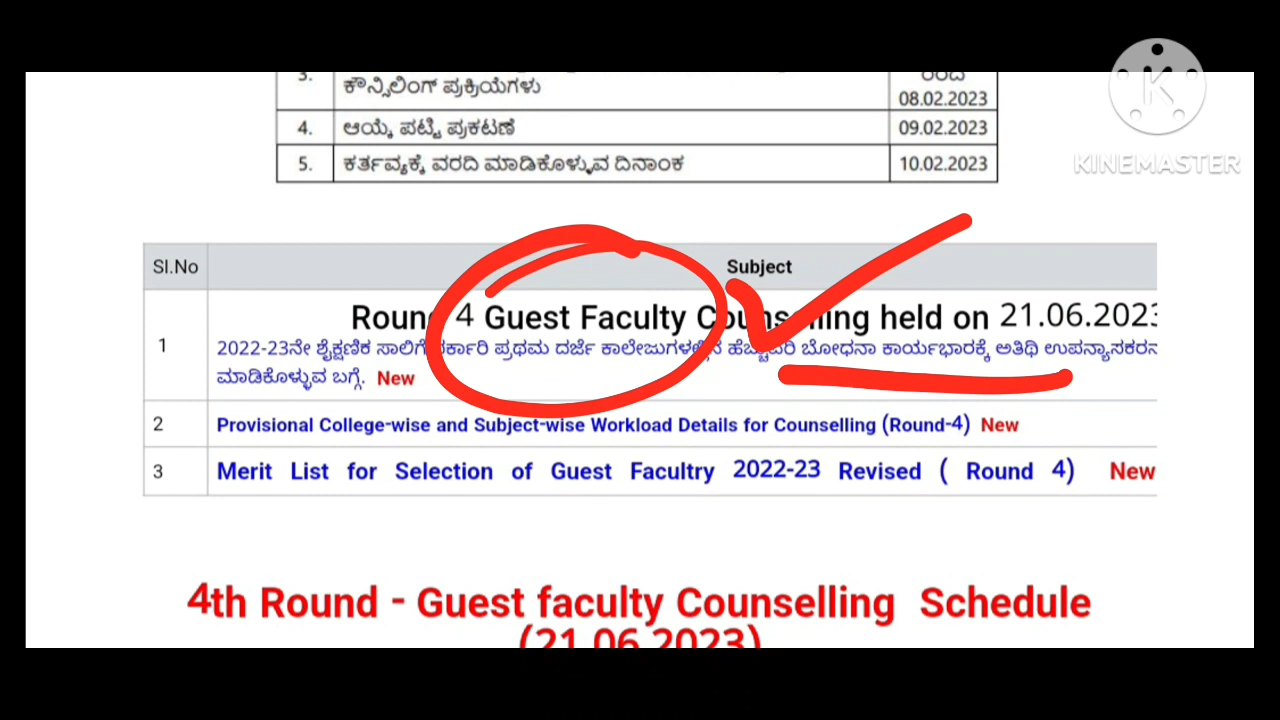 3.
ಕೌನ್ಸಿಲಿಂಗ್ ಪ್ರಕ್ರಿಯೆಗಳು
08.02.2023
4. ಆಯ್ಕೆ ಪಟ್ಟಿ ಪ್ರಕಟಣೆ 09.02.2023
5. ಕರ್ತವ್ಯಕ್ಕೆ ವರದಿ ಮಾಡಿಕೊಳ್ಳುವ ದಿನಾಂಕ 10.02.2023
KINEMASTER
Sl.No Subject
Round 4 Guest Faculty Counselling held on 21.06.2023
1 2022-23ನೇ ಶೈಕ್ಷಣಿಕ ಸಾಲಿಗೆ ಸರ್ಕಾರಿ ಪ್ರಥಮ ದರ್ಜೆ ಕಾಲೇಜುಗಳಲ್ಲಿನ ಹೆಚ್ಚುವರಿ ಬೋಧನಾ ಕಾರ್ಯಭಾರಕ್ಕೆ ಅತಿಥಿ
ಮಾಡಿಕೊಳ್ಳುವ ಬಗ್ಗೆ. New
2 Provisional College-wise and Subject-wise Workload Details for Counselling (Round-4) New
3 Merit List for Selection of Guest Facultry 2022-23 Revised ( Round 4) New
4th Round - Guest faculty Counselling Schedule
(21.06.2023)